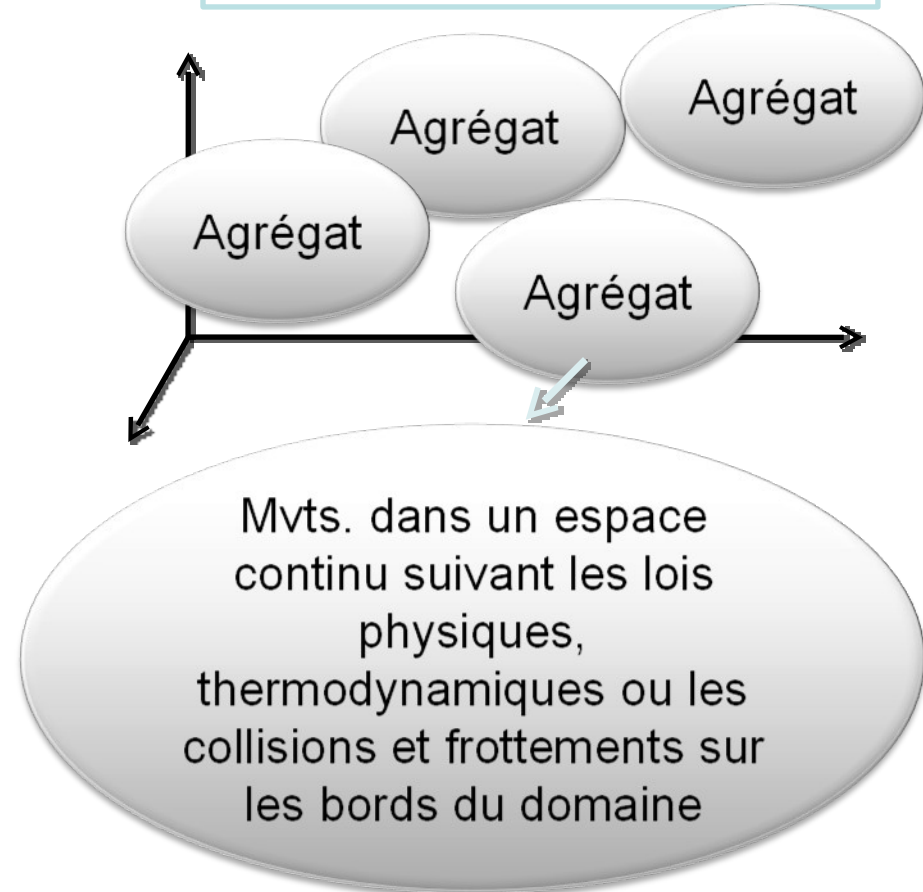 Agrégat
Agrégat
Agrégat
Agrégat
Mvts. dans un espace
continu suivant les lois
physiques,
thermodynamiques ou les
collisions et frottements sur
les bords du domaine